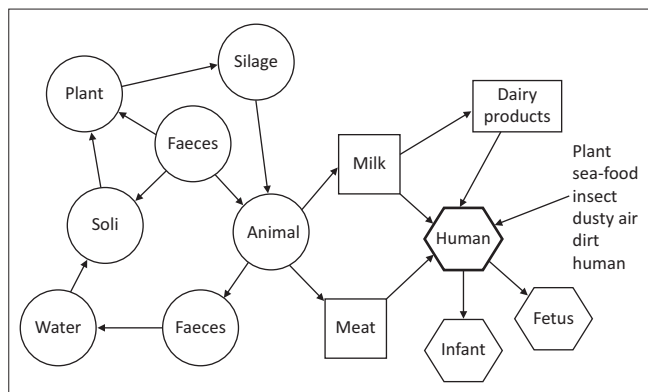 Silage
Plant
Dairy
products
Faeces
Milk
Plant
sea-food
insect
dusty air
dirt
human
Soli
Animal
Human
Water
Faeces
Meat
Fetus
Infant